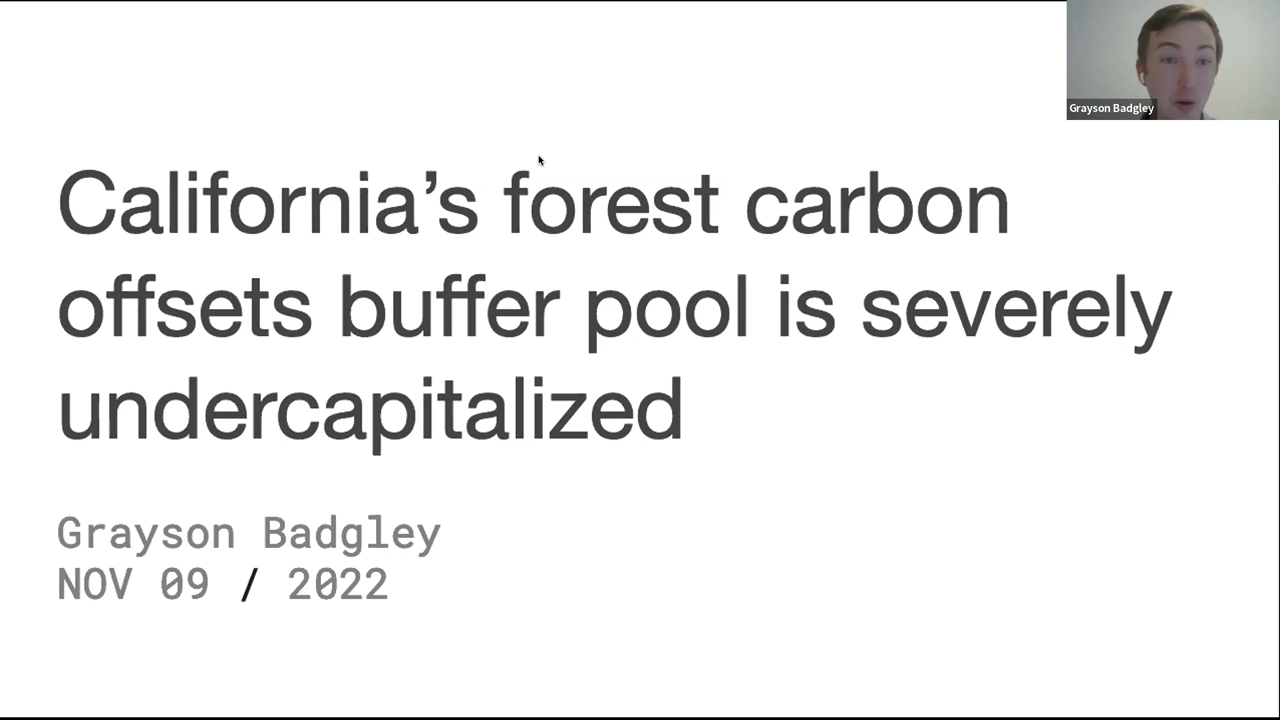 Grayson Badgley
California’s forest carbon
offsets buffer pool is severely
undercapitalized
Grayson Badgley
NOV 09 / 2022